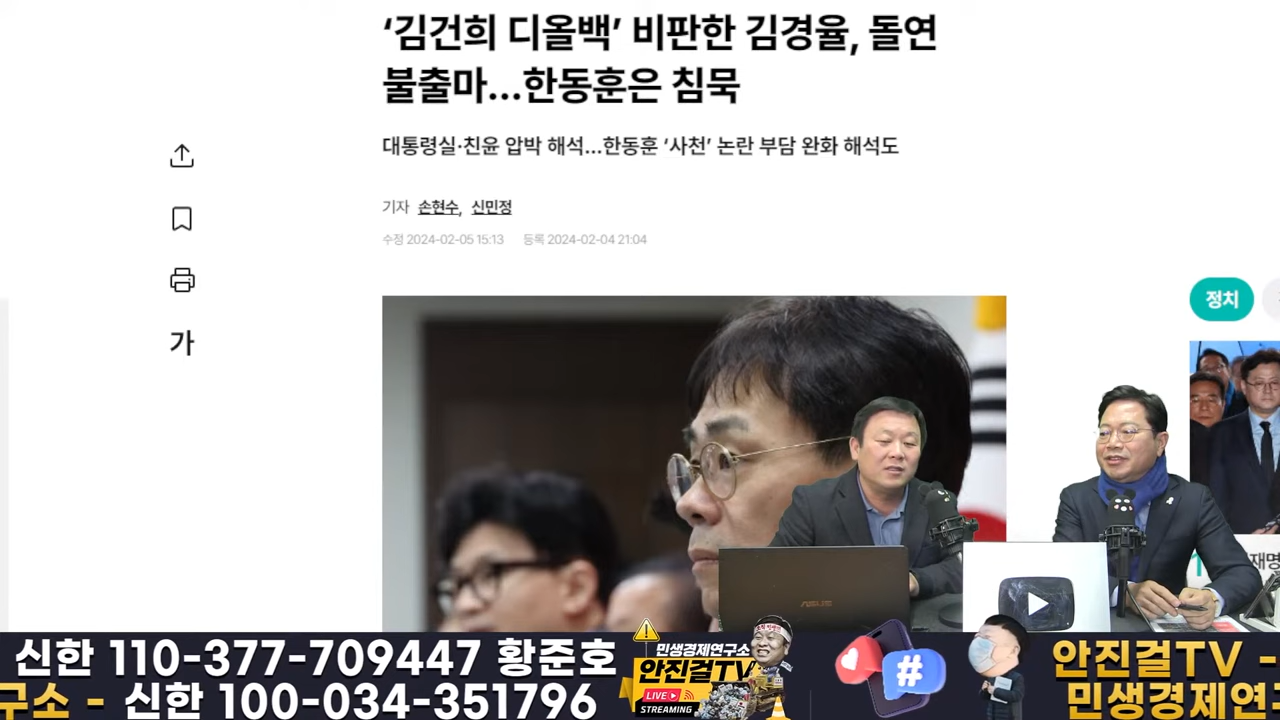 ‘김건희 디올백’ 비판한 김경율, 돌연
불출마…한동훈은 침묵
대통령실·친윤 압박 해석…한동훈 ‘사천’ 논란 부담 완화 해석도
기자 손현수, 신민정
수정 2024-02-05 15:13 등록 2024-02-04 21:04
가
정치
재명
ASUS
신한 110-377-709447 황준호
구소 - 신한 100-034-351796
민생경제연구소
안진걸TV
LIVE
STREAMING
#
안진걸TV -
민생경제연구